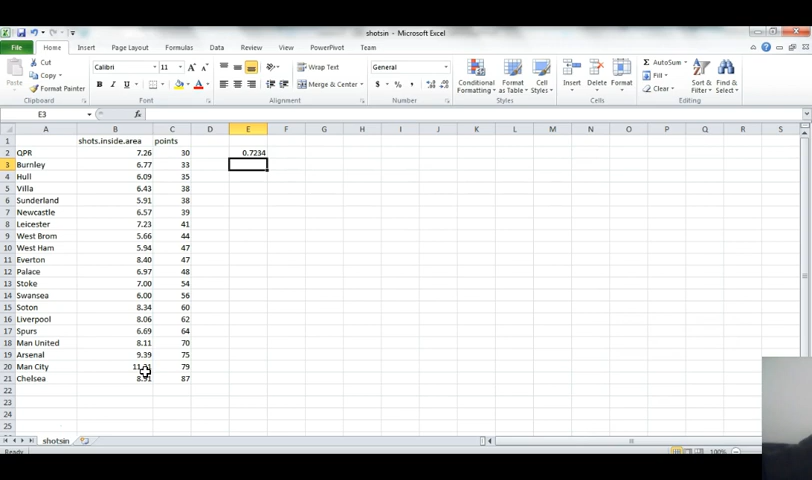 shotsin - Microsoft Excel
File Home Insert Page Layout Formulas Data Review View PowerPivot Team
Paste
Cut
Copy
Format Painter
Clipboard
Calibri 11
B I U
Font
Wrap Text
Merge & Center
Alignment
General
$ % ,
Number
Conditional Formatting
Format as Table
Cell Styles
Styles
Insert Delete Format
Cells
AutoSum
Fill
Clear
Sort & Filter
Find & Select
Editing
E3 fx
A B C D E F G H I J K L M N O P Q R S
1 shots.inside.area points
2 QPR 7.26 30 0.7234
3 Burnley 6.77 33
4 Hull 6.09 35
5 Villa 6.43 38
6 Sunderland 5.91 38
7 Newcastle 6.57 39
8 Leicester 7.23 41
9 West Brom 5.66 44
10 West Ham 5.94 47
11 Everton 8.40 47
12 Palace 6.97 48
13 Stoke 7.00 54
14 Swansea 6.00 56
15 Soton 8.34 60
16 Liverpool 8.06 62
17 Spurs 6.69 64
18 Man United 8.11 70
19 Arsenal 9.39 75
20 Man City 79
21 Chelsea 87
22
23
24
25
shotsin
Ready 100%